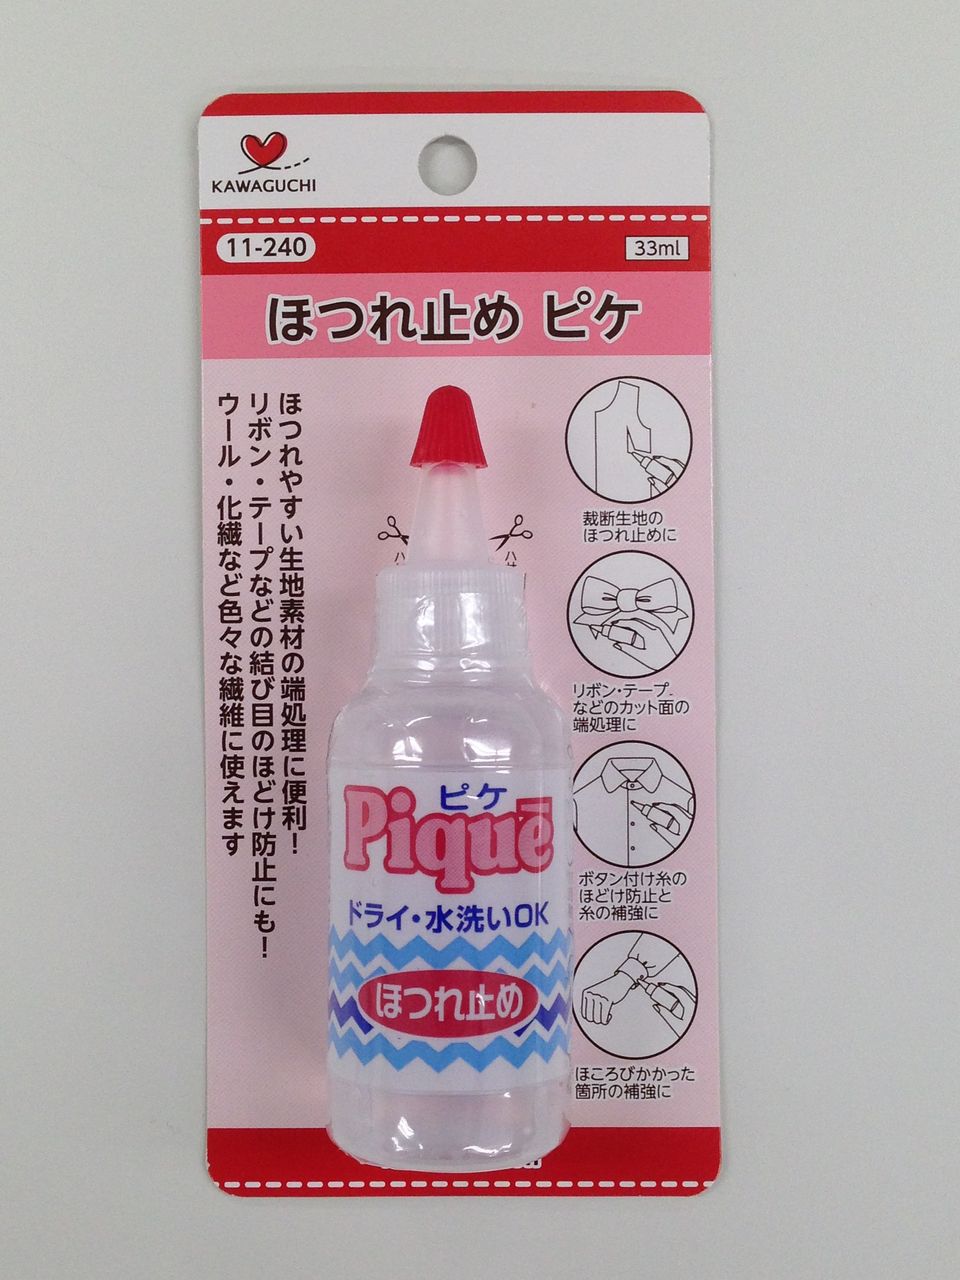 KAWAGUCHI
11-240
33ml
ほつれ止め ピケ
ほつれやすい生地素材の端処理に便利！
リボン・テープなどの結び目のほどけ防止にも！
ウール・化繊など色々な繊維に使えます
裁断生地の
ほつれ止めに
リボン・テープ
などのカット面の
端処理に
ボタン付け糸の
ほどけ防止と
糸の補強に
ほころびかかった
箇所の補強に
ピケ
Piquē
ドライ・水洗いOK
ほつれ止め